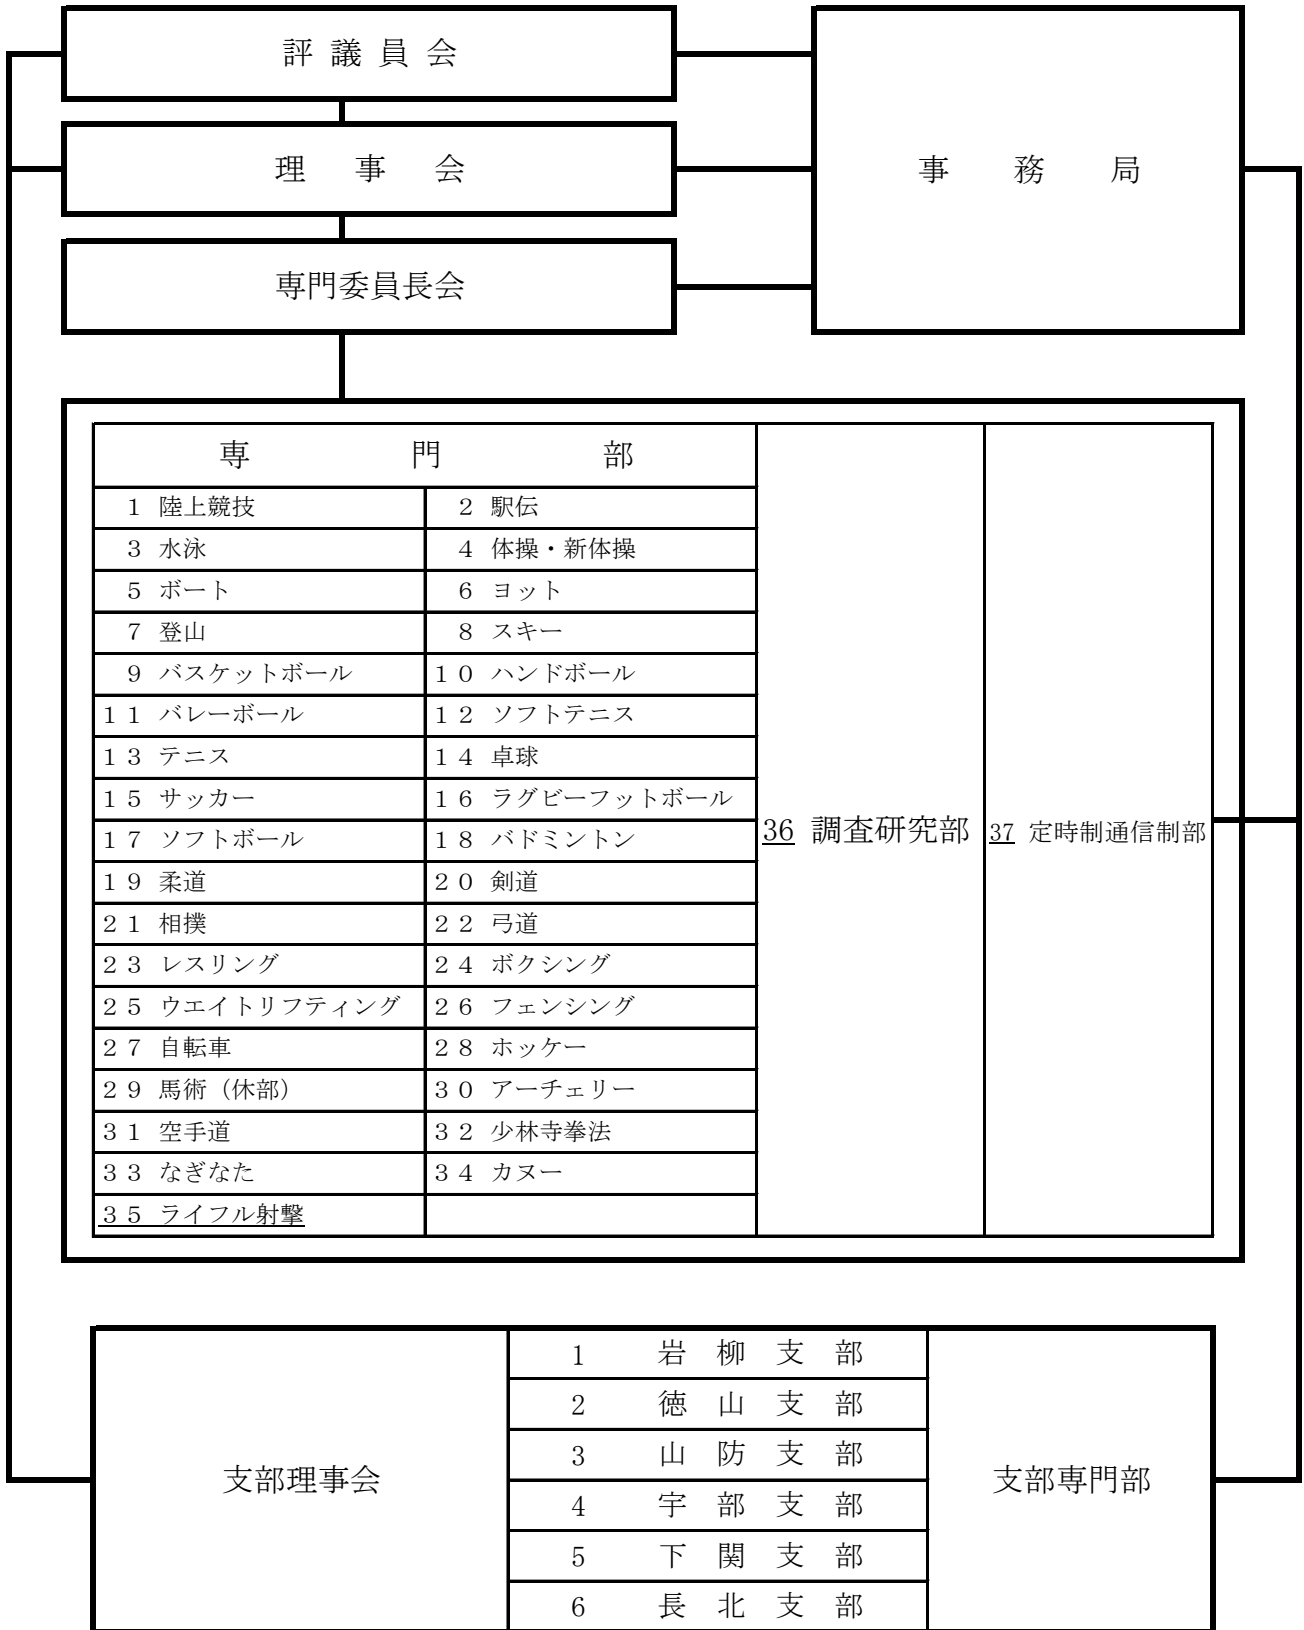 評議員会
理事会
事務局
専門委員長会
専門部
1 陸上競技
2 駅伝
3 水泳
4 体操・新体操
5 ボート
6 ヨット
7 登山
8 スキー
9 バスケットボール
10 ハンドボール
11 バレーボール
12 ソフトテニス
13 テニス
14 卓球
15 サッカー
16 ラグビーフットボール
17 ソフトボール
18 バドミントン
19 柔道
20 剣道
21 相撲
22 弓道
23 レスリング
24 ボクシング
25 ウエイトリフティング
26 フェンシング
27 自転車
28 ホッケー
29 馬術（休部）
30 アーチェリー
31 空手道
32 少林寺拳法
33 なぎなた
34 カヌー
35 ライフル射撃
36 調査研究部
37 定時制通信制部
支部理事会
1 岩柳支部
2 徳山支部
3 山防支部
4 宇部支部
5 下関支部
6 長北支部
支部専門部